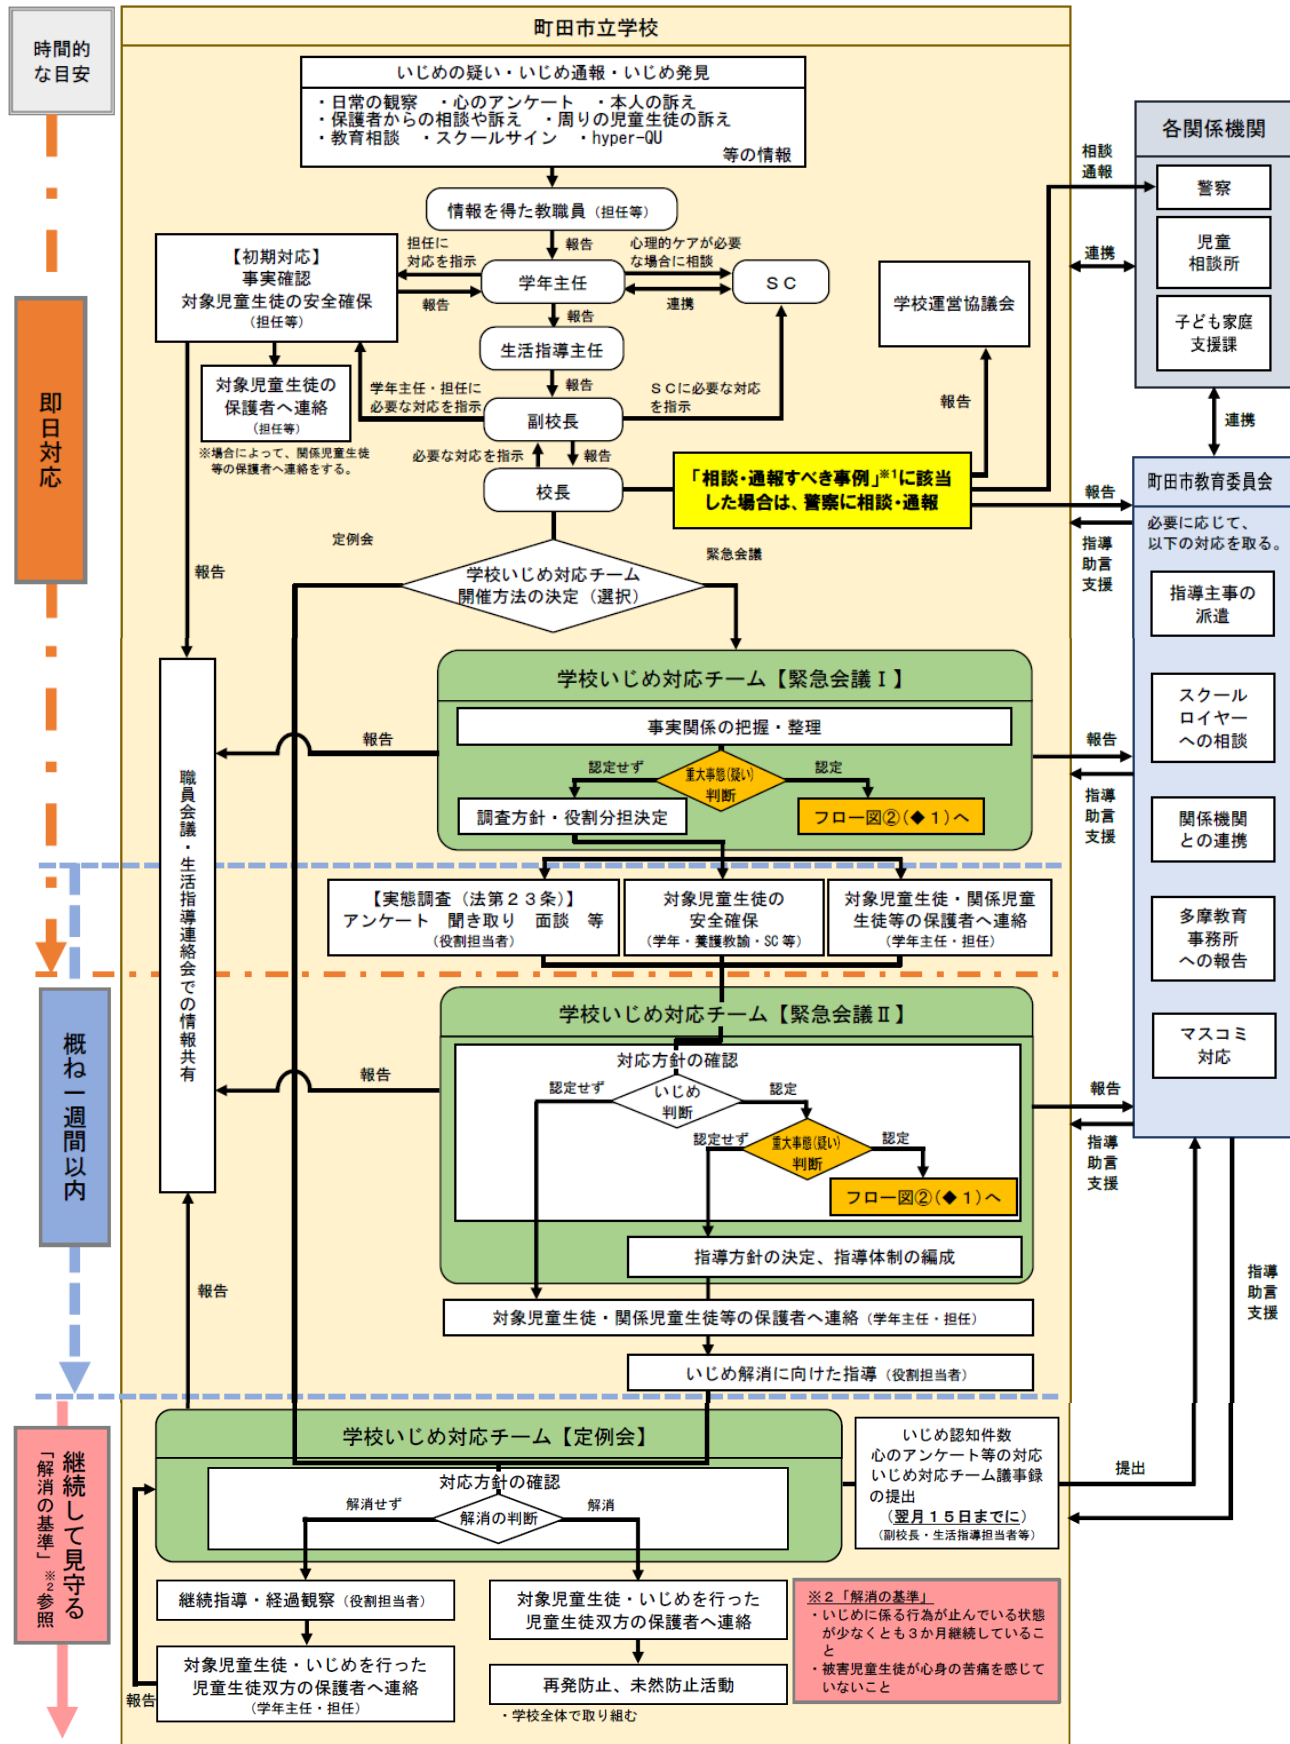 時間的
な目安
町田市立学校
いじめの疑い・いじめ通報・いじめ発見
・日常の観察　・心のアンケート　・本人の訴え
・保護者からの相談や訴え　・周りの児童生徒の訴え
・教育相談　・スクールサイン　・hyper-QU
等の情報
各関係機関
警察
児童
相談所
子ども家庭
支援課
相談
通報
連携
情報を得た教職員（担任等）
報告
担任に
対応を指示
心理的ケアが必要
な場合に相談
【初期対応】
事実確認
対象児童生徒の安全確保
（担任等）
学年主任
ＳＣ
報告
連携
報告
学校運営協議会
生活指導主任
対象児童生徒の
保護者へ連絡
（担任等）
※場合によって、関係児童生徒
等の保護者へ連絡をする。
学年主任・担任に
必要な対応を指示
報告
ＳＣに必要な対応
を指示
報告
副校長
必要な対応を指示
報告
連携
即日対応
校長
「相談・通報すべき事例」※1に該当
した場合は、警察に相談・通報
報告
指導
助言
支援
町田市教育委員会
必要に応じて、
以下の対応を取る。
指導主事の
派遣
スクール
ロイヤー
への相談
関係機関
との連携
多摩教育
事務所
への報告
マスコミ
対応
定例会
緊急会議
報告
学校いじめ対応チーム
開催方法の決定（選択）
学校いじめ対応チーム【緊急会議Ⅰ】
事実関係の把握・整理
報告
認定せず
重大事態(疑い)
判断
認定
報告
指導
助言
支援
調査方針・役割分担決定
フロー図②(◆１)へ
職員会議・生活指導連絡会での情報共有
【実態調査（法第２３条）】
アンケート　聞き取り　面談　等
（役割担当者）
対象児童生徒の
安全確保
（学年・養護教諭・SC 等）
対象児童生徒・関係児童
生徒等の保護者へ連絡
（学年主任・担任）
概ね一週間以内
学校いじめ対応チーム【緊急会議Ⅱ】
対応方針の確認
報告
認定せず
いじめ
判断
認定
報告
指導
助言
支援
認定せず
重大事態(疑い)
判断
認定
フロー図②(◆１)へ
指導方針の決定、指導体制の編成
報告
指導
助言
支援
対象児童生徒・関係児童生徒等の保護者へ連絡（学年主任・担任）
いじめ解消に向けた指導（役割担当者）
継続して見守る
「解消の基準」※2参照
学校いじめ対応チーム【定例会】
対応方針の確認
解消せず
解消の判断
解消
いじめ認知件数
心のアンケート等の対応
いじめ対応チーム議事録
の提出
（翌月１５日までに）
（副校長・生活指導担当者等）
提出
継続指導・経過観察（役割担当者）
対象児童生徒・いじめを行った
児童生徒双方の保護者へ連絡
（学年主任・担任）
報告
対象児童生徒・いじめを行った
児童生徒双方の保護者へ連絡
再発防止、未然防止活動
・学校全体で取り組む
※２「解消の基準」
・いじめに係る行為が止んでいる状態
が少なくとも３か月継続しているこ
と
・被害児童生徒が心身の苦痛を感じて
いないこと